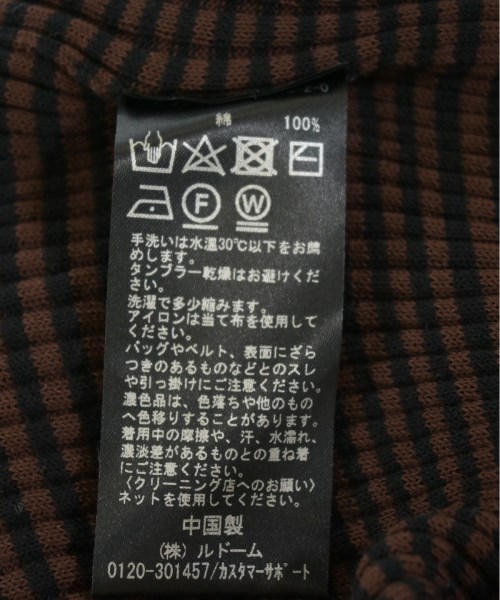 綿 100%
F W
手洗いは水温30℃以下をお薦
めします。
タンブラー乾燥はお避けくだ
さい。
洗濯で多少縮みます。
アイロンは当て布を使用して
ください。
バッグやベルト、表面にざら
つきのあるものなどとのスレ
や引っ掛けにご注意ください。
濃色品は、色落ちや他のもの
へ色移りすることがあります。
着用中の摩擦や、汗、水濡れ、
濃淡差があるものとの重ね着
にご注意ください。
〈クリーニング店へのお願い〉
ネットを使用してください。
中国製
(株) ルドーム
0120-301457/カスタマーサポート